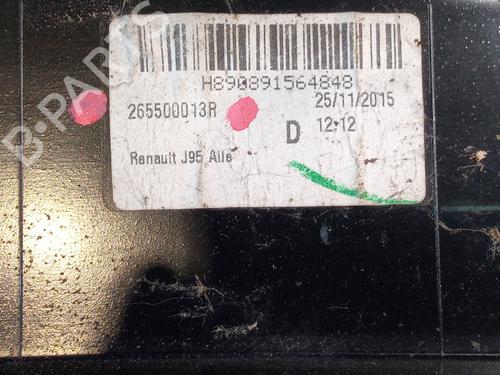 H890891564848
265500013R
25/11/2015
D
12:12
Renault J95 Aile
B-PARTS